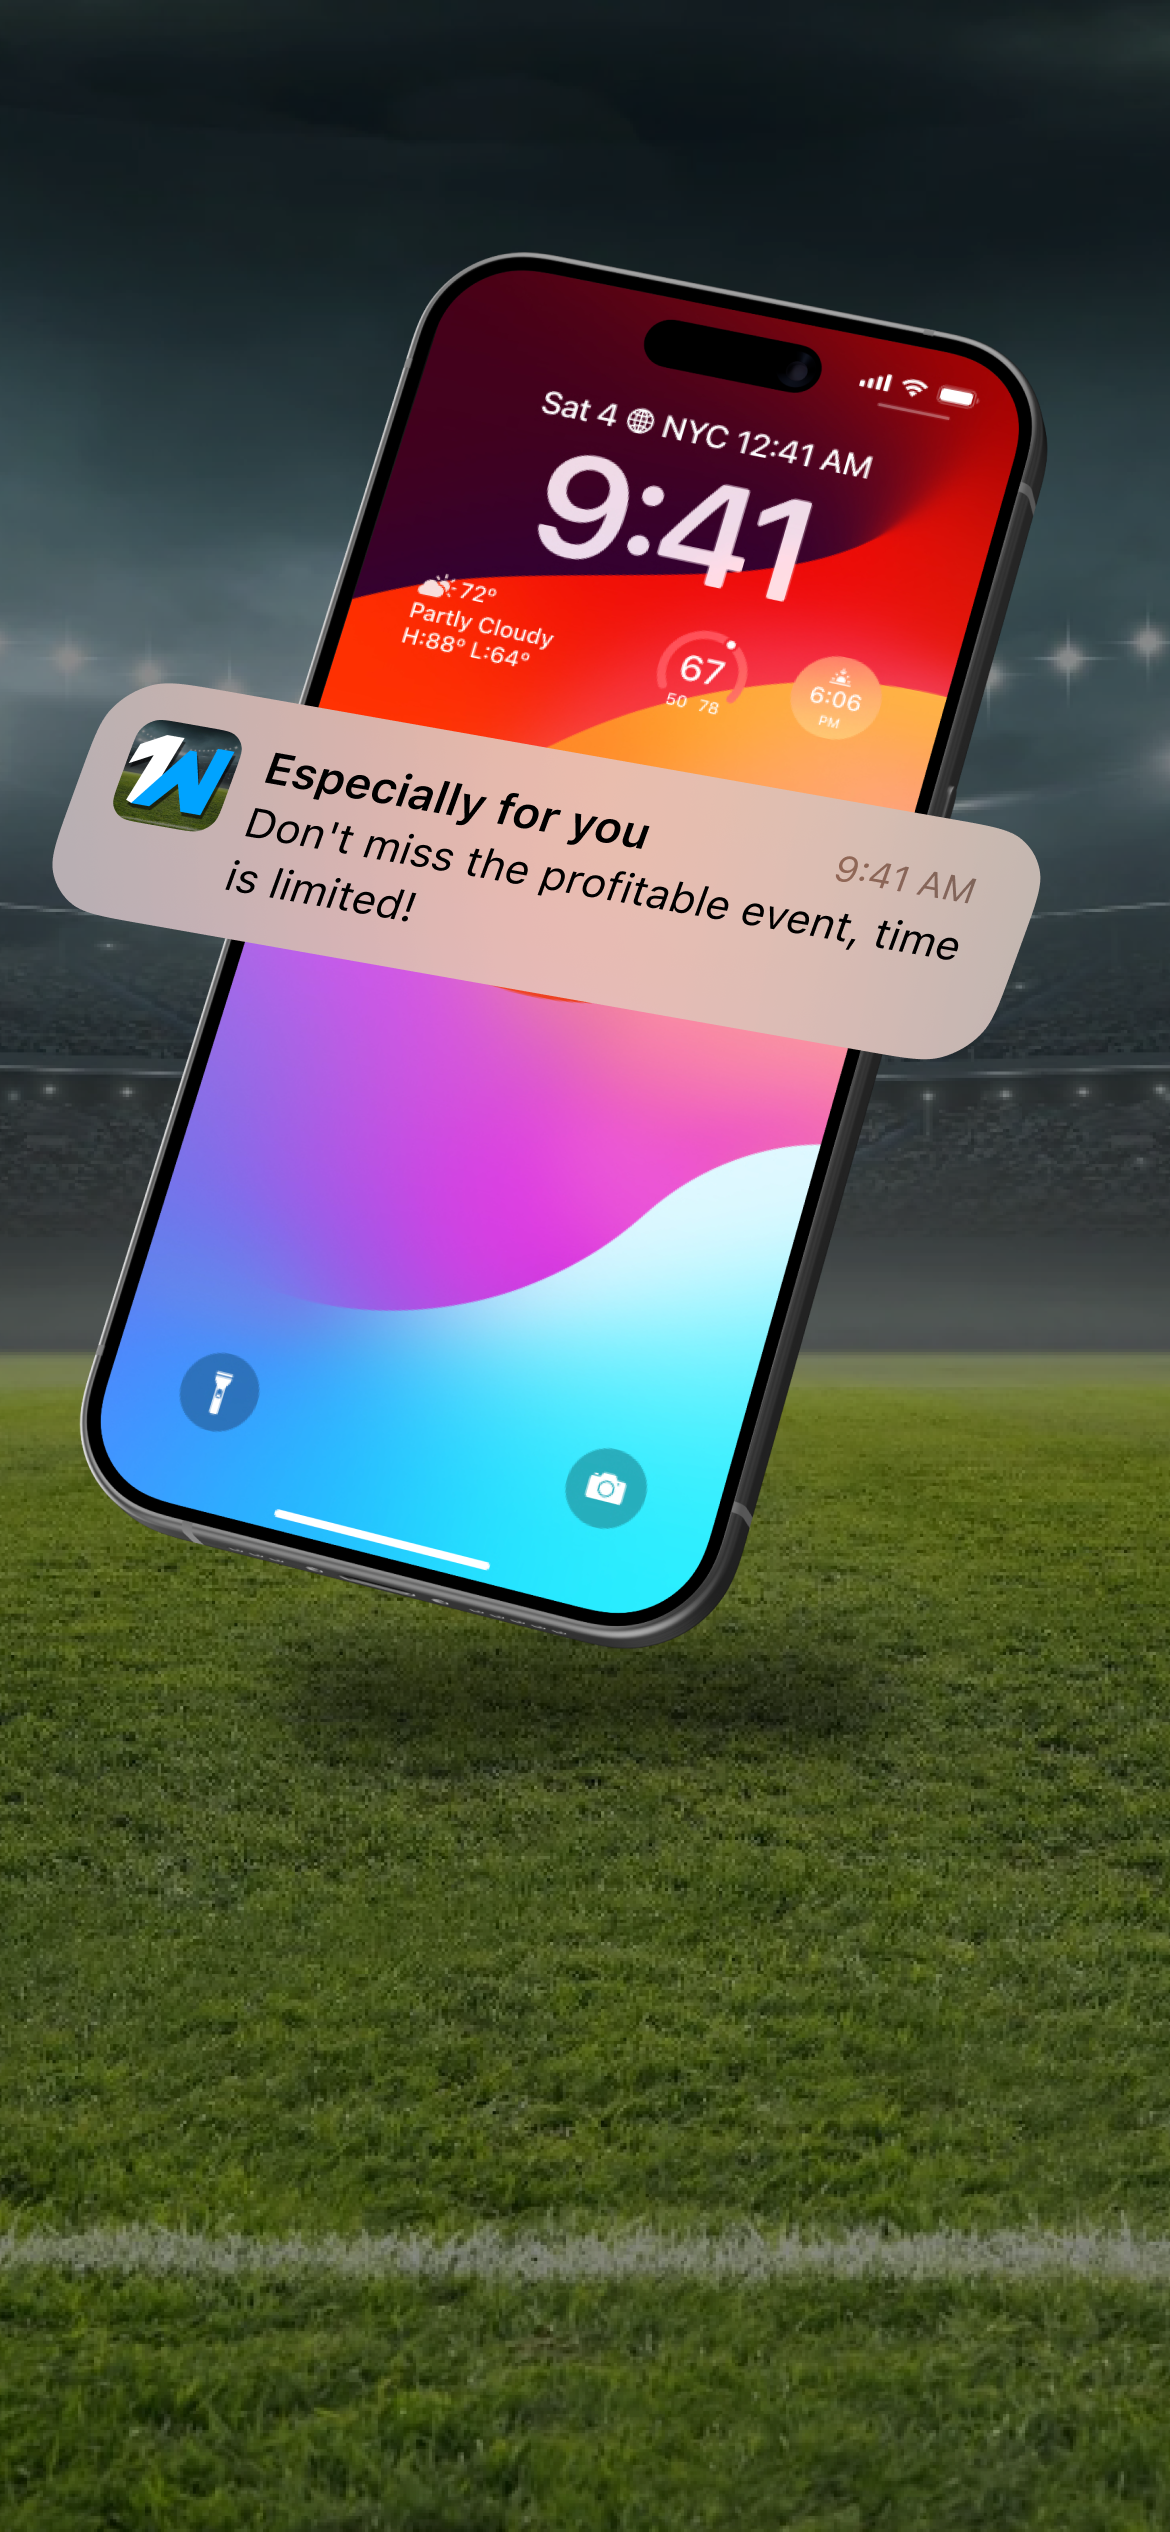 Sat 4 NYC 12:41 AM
9:41
72°
Partly Cloudy
H:88° L:64°
67
50 78
6:06
PM
1W
Especially for you
9:41 AM
Don't miss the profitable event, time
is limited!